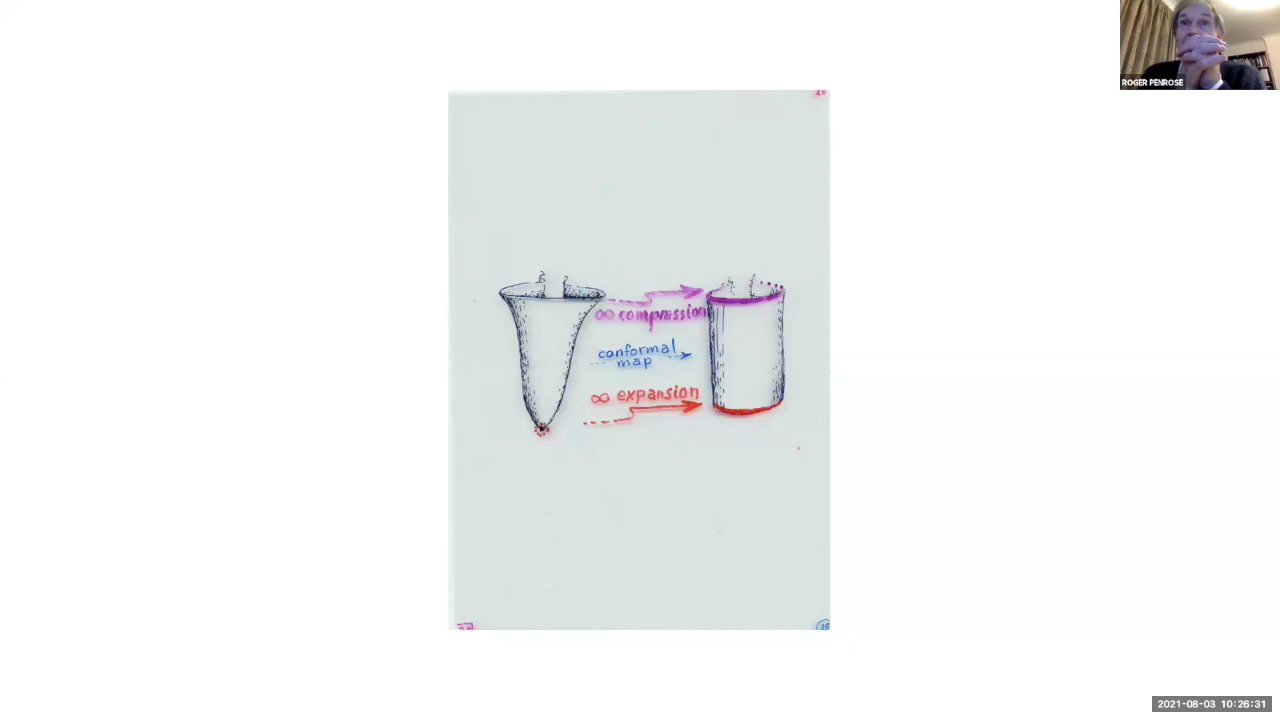 ROGER PENROSE
∞ compression
conformal
map
∞ expansion
2021-08-03 10:26:31